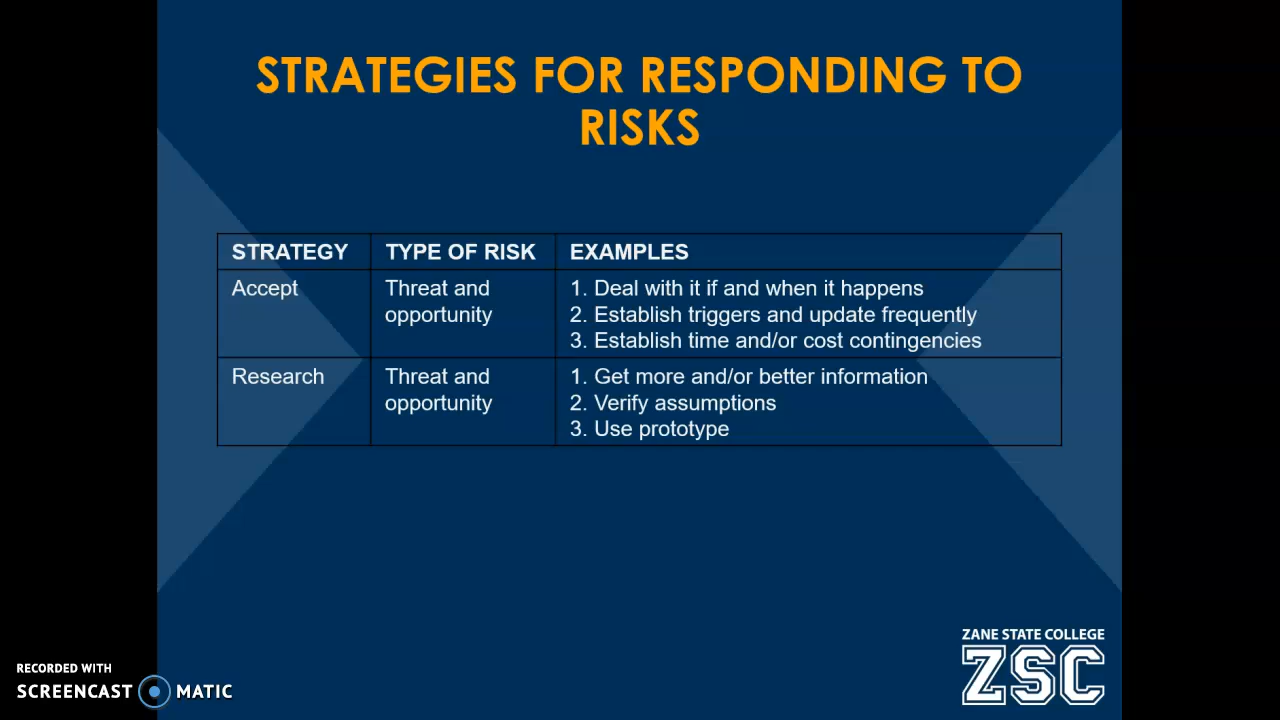 STRATEGIES FOR RESPONDING TO
RISKS
STRATEGY TYPE OF RISK EXAMPLES
Accept
Threat and
opportunity
1. Deal with it if and when it happens
2. Establish triggers and update frequently
3. Establish time and/or cost contingencies
Research
Threat and
opportunity
1. Get more and/or better information
2. Verify assumptions
3. Use prototype
ZANE STATE COLLEGE
ZSC
RECORDED WITH
SCREENCAST MATIC